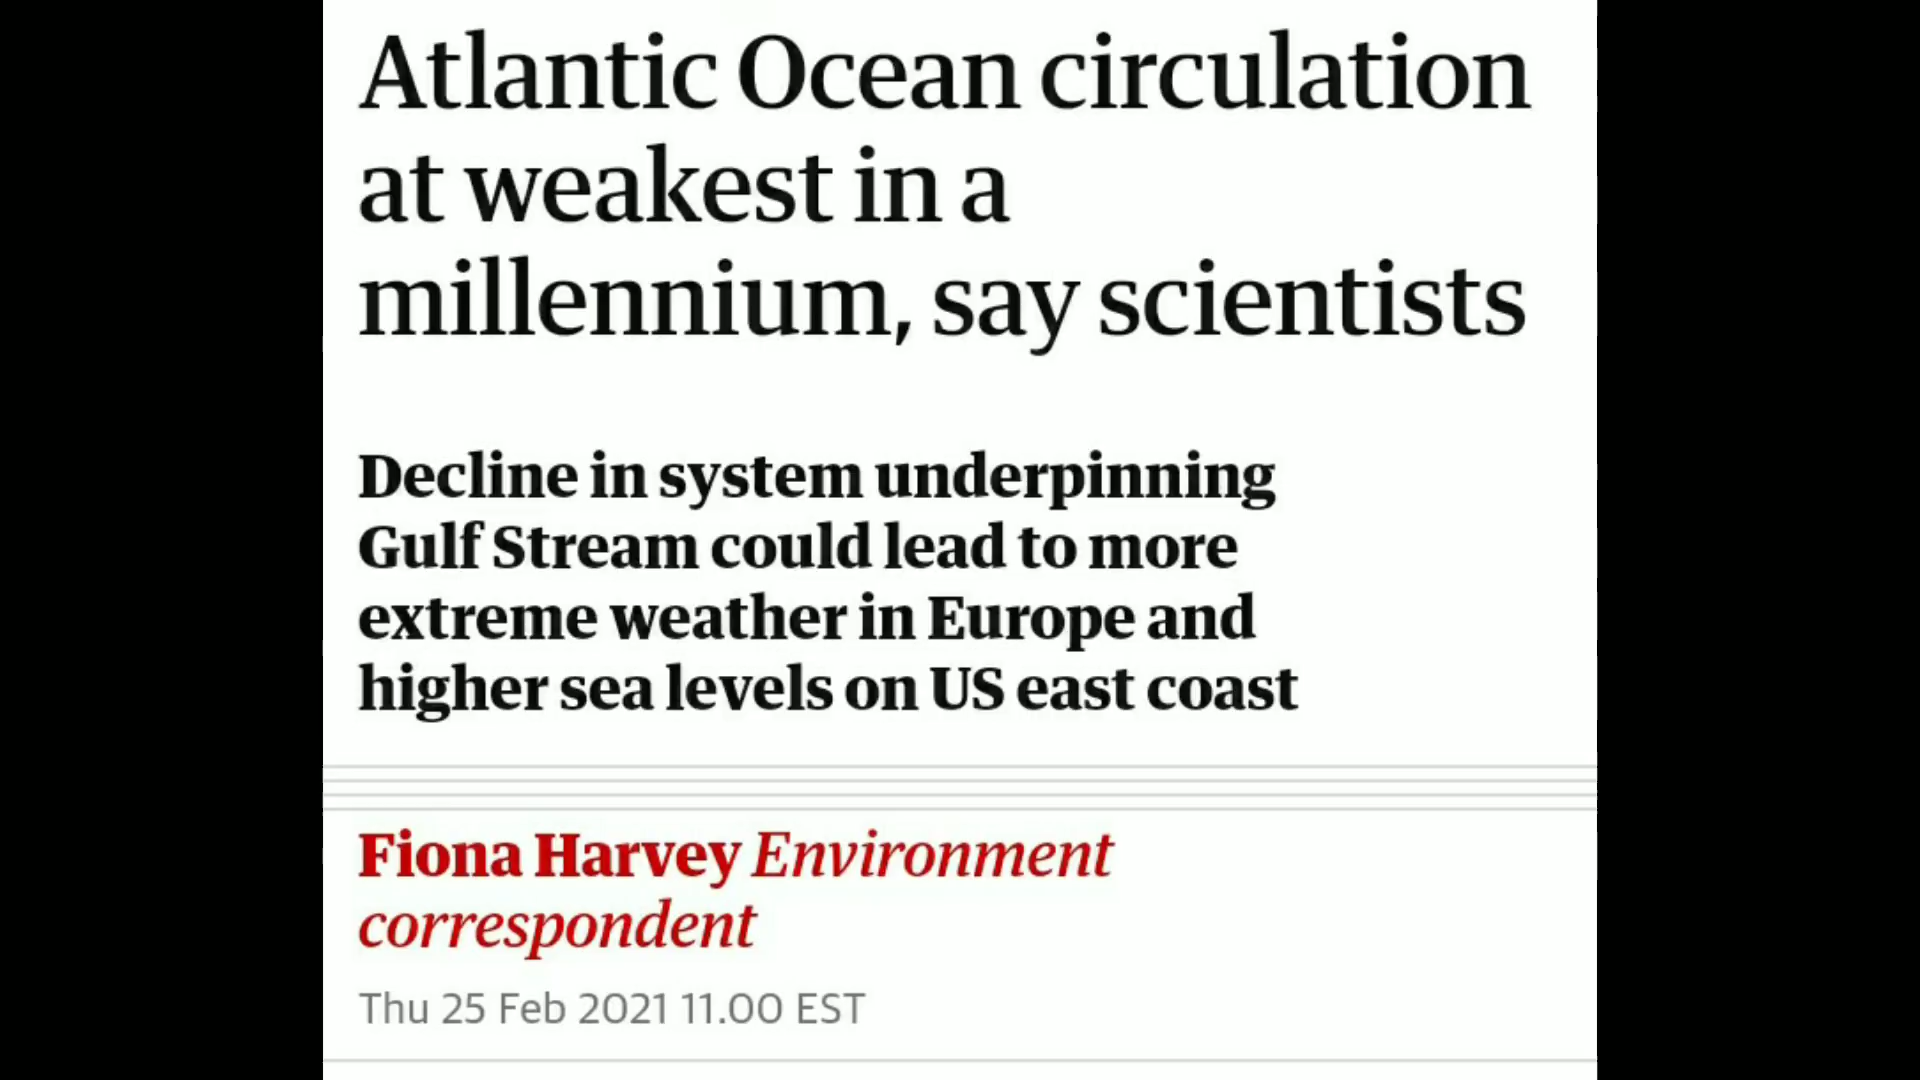 Atlantic Ocean circulation
at weakest in a
millennium, say scientists
Decline in system underpinning
Gulf Stream could lead to more
extreme weather in Europe and
higher sea levels on US east coast
Fiona Harvey Environment
correspondent
Thu 25 Feb 2021 11.00 EST